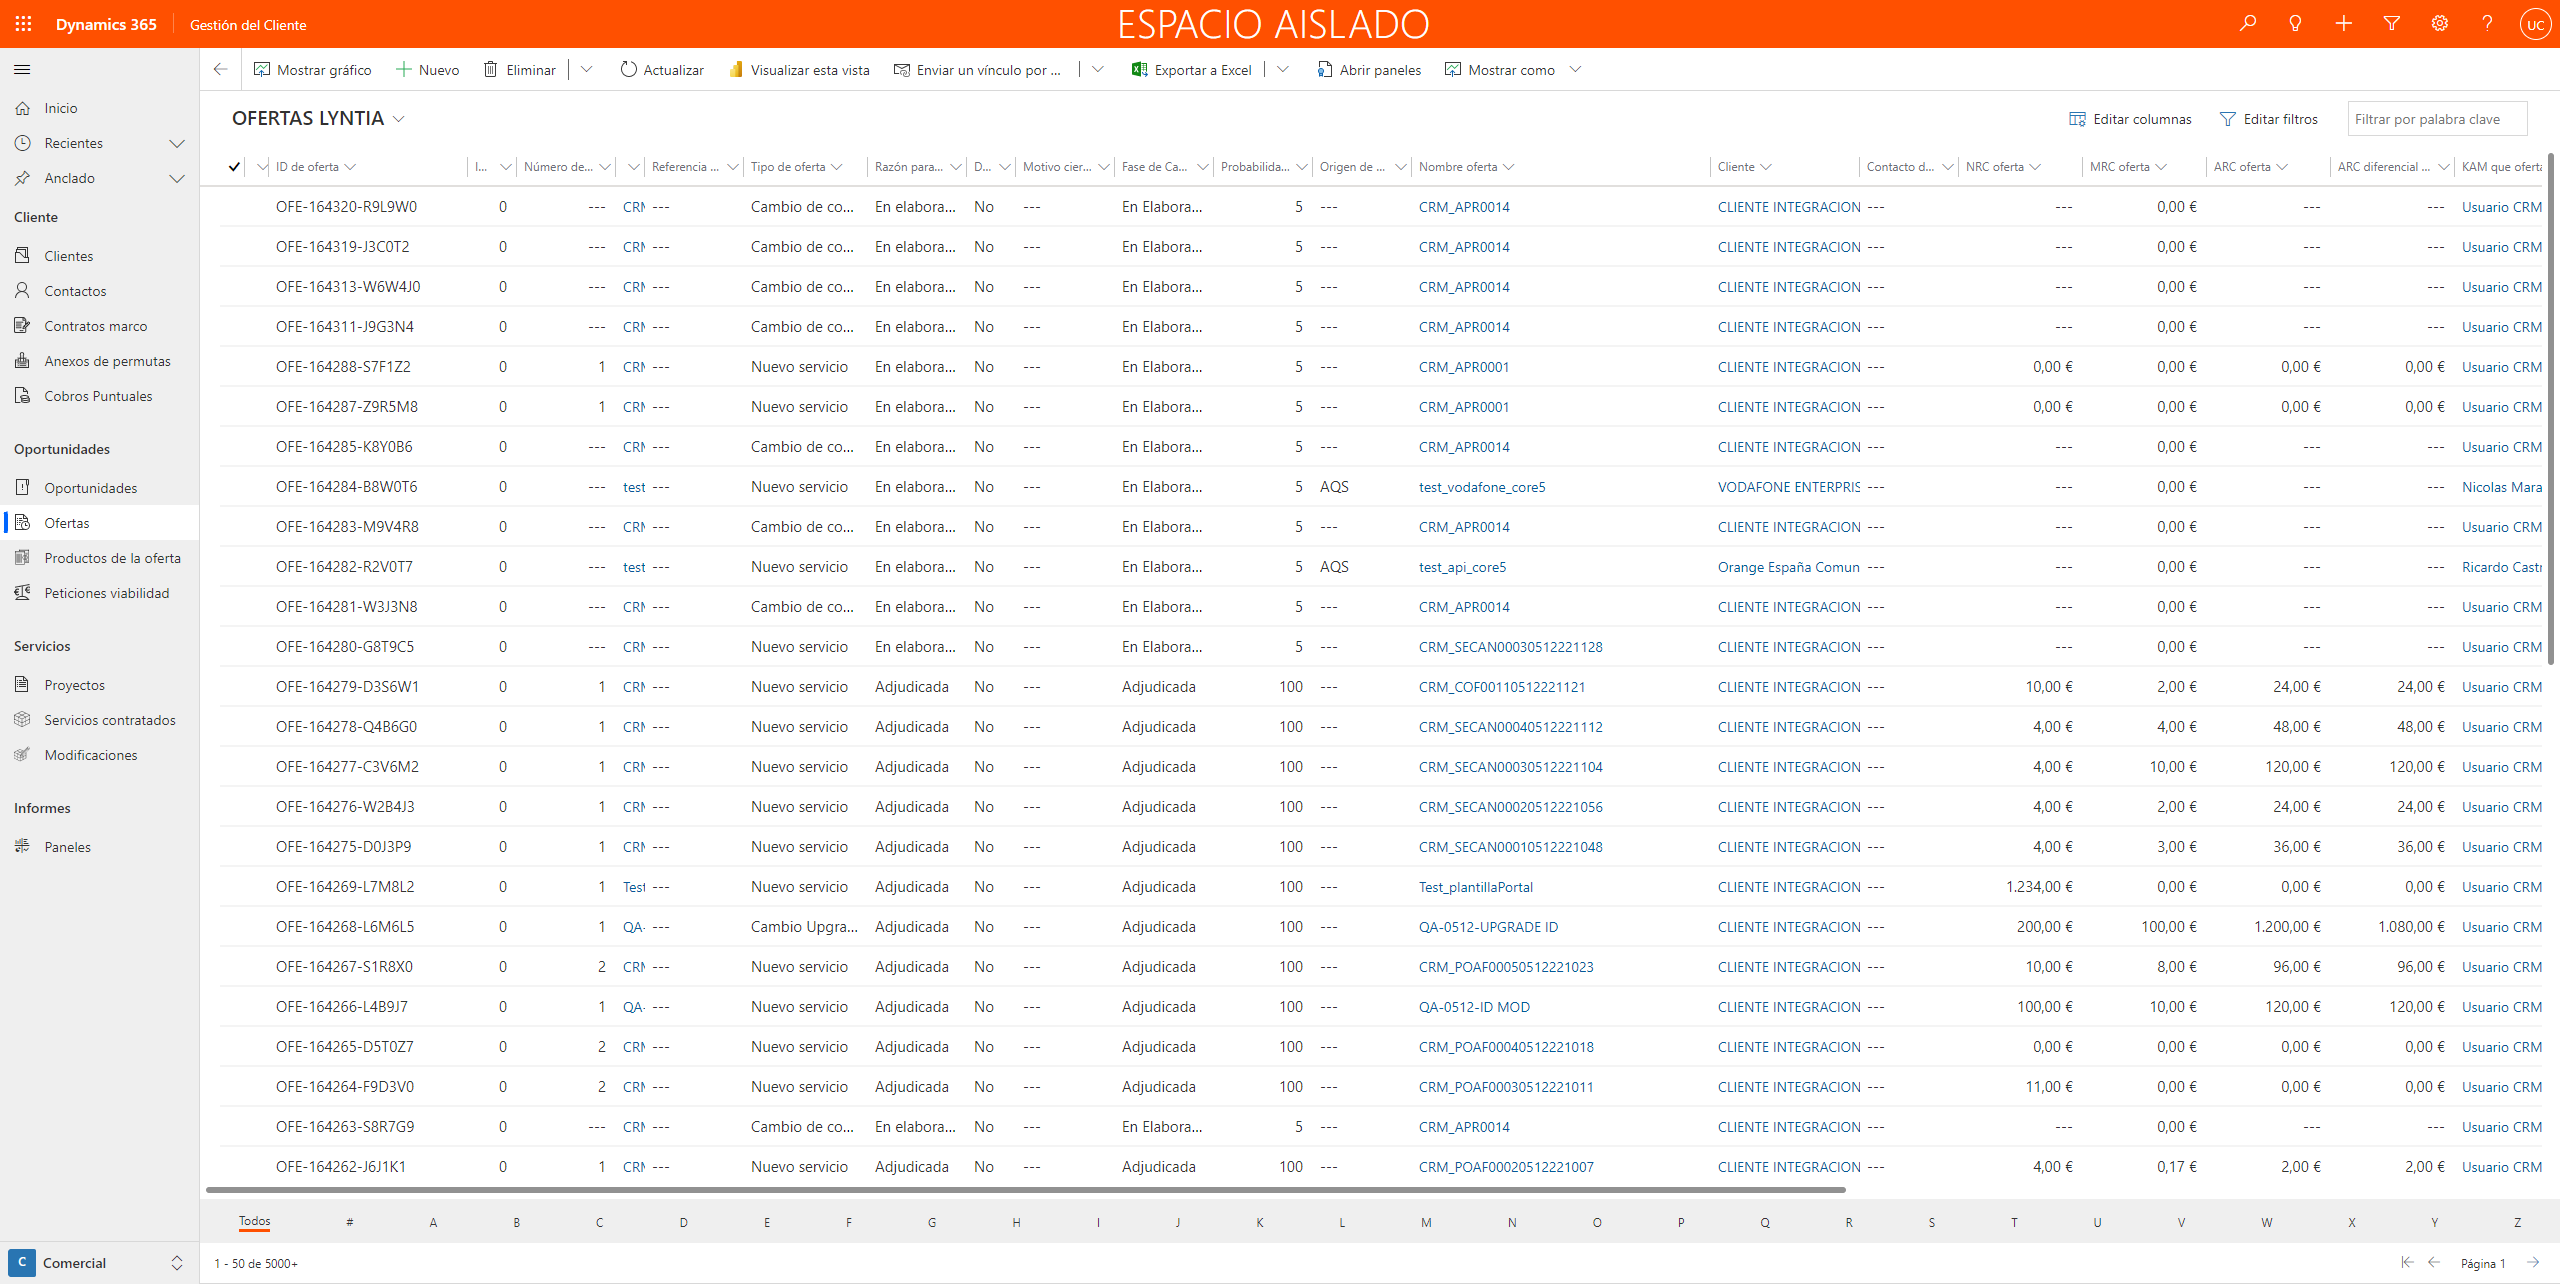 Dynamics 365 Gestión del Cliente ESPACIO AISLADO UC
Mostrar gráfico Nuevo Eliminar Actualizar Visualizar esta vista Enviar un vínculo por ... Exportar a Excel Abrir paneles Mostrar como
Inicio
Recientes
Anclado
Cliente
Clientes
Contactos
Contratos marco
Anexos de permutas
Cobros Puntuales
Oportunidades
Oportunidades
Ofertas
Productos de la oferta
Peticiones viabilidad
Servicios
Proyectos
Servicios contratados
Modificaciones
Informes
Paneles
C Comercial
OFERTAS LYNTIA Editar columnas Editar filtros Filtrar por palabra clave
ID de oferta I... Número de... Referencia ... Tipo de oferta Razón para... D... Motivo cier... Fase de Ca... Probabilida... Origen de ... Nombre oferta Cliente Contacto d... NRC oferta MRC oferta ARC oferta ARC diferencial ... KAM que oferta
OFE-164320-R9L9W0 0 --- CRM --- Cambio de co... En elabora... No --- En Elabora... 5 --- CRM_APR0014 CLIENTE INTEGRACION --- --- 0,00 € --- --- Usuario CRM
OFE-164319-J3C0T2 0 --- CRM --- Cambio de co... En elabora... No --- En Elabora... 5 --- CRM_APR0014 CLIENTE INTEGRACION --- --- 0,00 € --- --- Usuario CRM
OFE-164313-W6W4J0 0 --- CRM --- Cambio de co... En elabora... No --- En Elabora... 5 --- CRM_APR0014 CLIENTE INTEGRACION --- --- 0,00 € --- --- Usuario CRM
OFE-164311-J9G3N4 0 --- CRM --- Cambio de co... En elabora... No --- En Elabora... 5 --- CRM_APR0014 CLIENTE INTEGRACION --- --- 0,00 € --- --- Usuario CRM
OFE-164288-S7F1Z2 0 1 CRM --- Nuevo servicio En elabora... No --- En Elabora... 5 --- CRM_APR0001 CLIENTE INTEGRACION --- 0,00 € 0,00 € 0,00 € 0,00 € Usuario CRM
OFE-164287-Z9R5M8 0 1 CRM --- Nuevo servicio En elabora... No --- En Elabora... 5 --- CRM_APR0001 CLIENTE INTEGRACION --- 0,00 € 0,00 € 0,00 € 0,00 € Usuario CRM
OFE-164285-K8Y0B6 0 --- CRM --- Cambio de co... En elabora... No --- En Elabora... 5 --- CRM_APR0014 CLIENTE INTEGRACION --- --- 0,00 € --- --- Usuario CRM
OFE-164284-B8W0T6 0 --- test --- Nuevo servicio En elabora... No --- En Elabora... 5 AQS test_vodafone_core5 VODAFONE ENTERPRIS --- --- 0,00 € --- --- Nicolas Mara
OFE-164283-M9V4R8 0 --- CRM --- Cambio de co... En elabora... No --- En Elabora... 5 --- CRM_APR0014 CLIENTE INTEGRACION --- --- 0,00 € --- --- Usuario CRM
OFE-164282-R2V0T7 0 --- test --- Nuevo servicio En elabora... No --- En Elabora... 5 AQS test_api_core5 Orange España Comun --- --- 0,00 € --- --- Ricardo Castr
OFE-164281-W3J3N8 0 --- CRM --- Cambio de co... En elabora... No --- En Elabora... 5 --- CRM_APR0014 CLIENTE INTEGRACION --- --- 0,00 € --- --- Usuario CRM
OFE-164280-G8T9C5 0 --- CRM --- Nuevo servicio En elabora... No --- En Elabora... 5 --- CRM_SECAN00030512221128 CLIENTE INTEGRACION --- --- 0,00 € --- --- Usuario CRM
OFE-164279-D3S6W1 0 1 CRM --- Nuevo servicio Adjudicada No --- Adjudicada 100 --- CRM_COF00110512221121 CLIENTE INTEGRACION --- 10,00 € 2,00 € 24,00 € 24,00 € Usuario CRM
OFE-164278-Q4B6G0 0 1 CRM --- Nuevo servicio Adjudicada No --- Adjudicada 100 --- CRM_SECAN00040512221112 CLIENTE INTEGRACION --- 4,00 € 4,00 € 48,00 € 48,00 € Usuario CRM
OFE-164277-C3V6M2 0 1 CRM --- Nuevo servicio Adjudicada No --- Adjudicada 100 --- CRM_SECAN00030512221104 CLIENTE INTEGRACION --- 4,00 € 10,00 € 120,00 € 120,00 € Usuario CRM
OFE-164276-W2B4J3 0 1 CRM --- Nuevo servicio Adjudicada No --- Adjudicada 100 --- CRM_SECAN00020512221056 CLIENTE INTEGRACION --- 4,00 € 2,00 € 24,00 € 24,00 € Usuario CRM
OFE-164275-D0J3P9 0 1 CRM --- Nuevo servicio Adjudicada No --- Adjudicada 100 --- CRM_SECAN00010512221048 CLIENTE INTEGRACION --- 4,00 € 3,00 € 36,00 € 36,00 € Usuario CRM
OFE-164269-L7M8L2 0 1 Test --- Nuevo servicio Adjudicada No --- Adjudicada 100 --- Test_plantillaPortal CLIENTE INTEGRACION --- 1.234,00 € 0,00 € 0,00 € 0,00 € Usuario CRM
OFE-164268-L6M6L5 0 1 QA- --- Cambio Upgra... Adjudicada No --- Adjudicada 100 --- QA-0512-UPGRADE ID CLIENTE INTEGRACION --- 200,00 € 100,00 € 1.200,00 € 1.080,00 € Usuario CRM
OFE-164267-S1R8X0 0 2 CRM --- Nuevo servicio Adjudicada No --- Adjudicada 100 --- CRM_POAF00050512221023 CLIENTE INTEGRACION --- 10,00 € 8,00 € 96,00 € 96,00 € Usuario CRM
OFE-164266-L4B9J7 0 1 QA- --- Nuevo servicio Adjudicada No --- Adjudicada 100 --- QA-0512-ID MOD CLIENTE INTEGRACION --- 100,00 € 10,00 € 120,00 € 120,00 € Usuario CRM
OFE-164265-D5T0Z7 0 2 CRM --- Nuevo servicio Adjudicada No --- Adjudicada 100 --- CRM_POAF00040512221018 CLIENTE INTEGRACION --- 0,00 € 0,00 € 0,00 € 0,00 € Usuario CRM
OFE-164264-F9D3V0 0 2 CRM --- Nuevo servicio Adjudicada No --- Adjudicada 100 --- CRM_POAF00030512221011 CLIENTE INTEGRACION --- 11,00 € 0,00 € 0,00 € 0,00 € Usuario CRM
OFE-164263-S8R7G9 0 --- CRM --- Cambio de co... En elabora... No --- En Elabora... 5 --- CRM_APR0014 CLIENTE INTEGRACION --- --- 0,00 € --- --- Usuario CRM
OFE-164262-J6J1K1 0 1 CRM --- Nuevo servicio Adjudicada No --- Adjudicada 100 --- CRM_POAF00020512221007 CLIENTE INTEGRACION --- 4,00 € 0,17 € 2,00 € 2,00 € Usuario CRM
Todos # A B C D E F G H I J K L M N O P Q R S T U V W X Y Z
1 - 50 de 5000+ Página 1